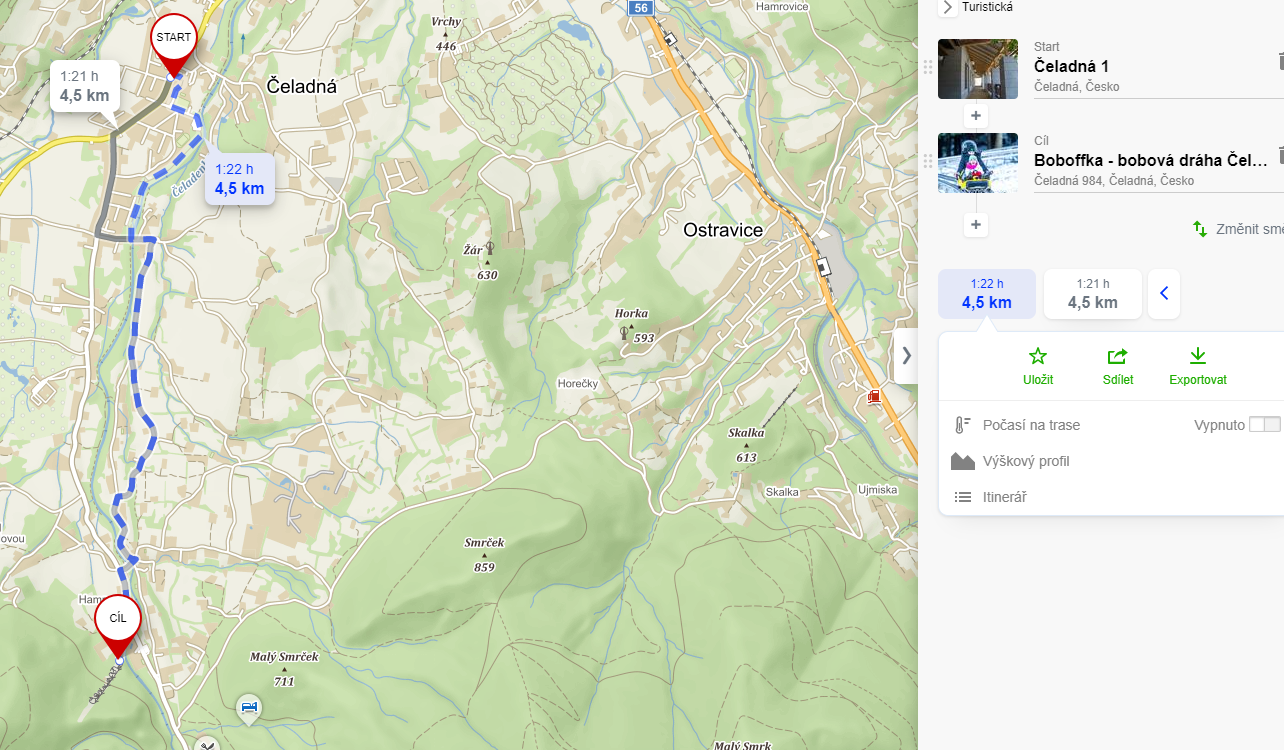 56
Hamrovice
Vrchy
446
START
1:21 h
4,5 km
Čeladná
1:22 h
4,5 km
Ostravice
Žár
630
Horka
593
Horečky
Skalka
613
Skalka
Ujmiska
ovou
Smrček
859
Ham
CÍL
Malý Smrček
711
Malý Smrk
Turistická
Start
Čeladná 1
Čeladná, Česko
Cíl
Boboffka - bobová dráha Čel...
Čeladná 984, Čeladná, Česko
Změnit smě
1:22 h
4,5 km
1:21 h
4,5 km
Uložit
Sdílet
Exportovat
Počasí na trase
Vypnuto
Výškový profil
Itinerář